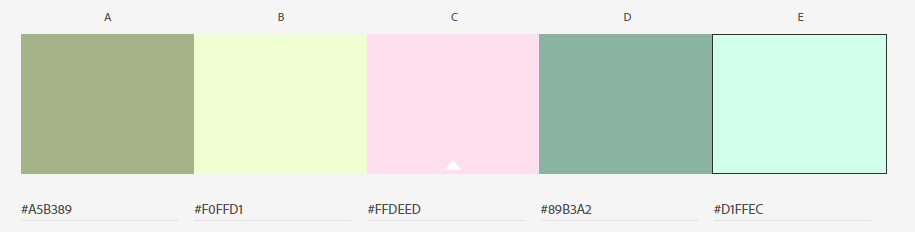 A B C D E
#A5B389 #F0FFD1 #FFDEED #89B3A2 #D1FFEC